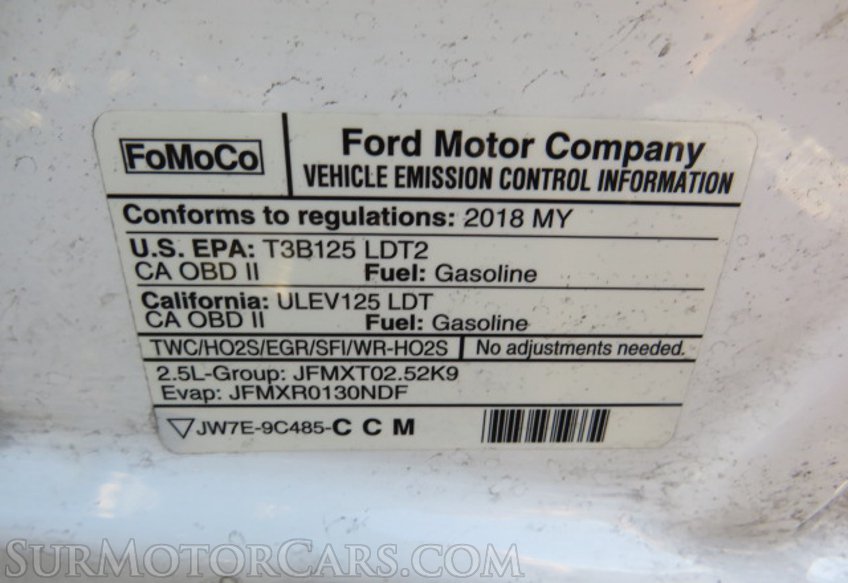 FoMoCo
Ford Motor Company
VEHICLE EMISSION CONTROL INFORMATION
Conforms to regulations: 2018 MY
U.S. EPA: T3B125 LDT2
CA OBD II Fuel: Gasoline
California: ULEV125 LDT
CA OBD II Fuel: Gasoline
TWC/HO2S/EGR/SFI/WR-HO2S No adjustments needed.
2.5L-Group: JFMXT02.52K9
Evap: JFMXR0130NDF
JW7E-9C485-C C M
SURMOTORCARS.COM